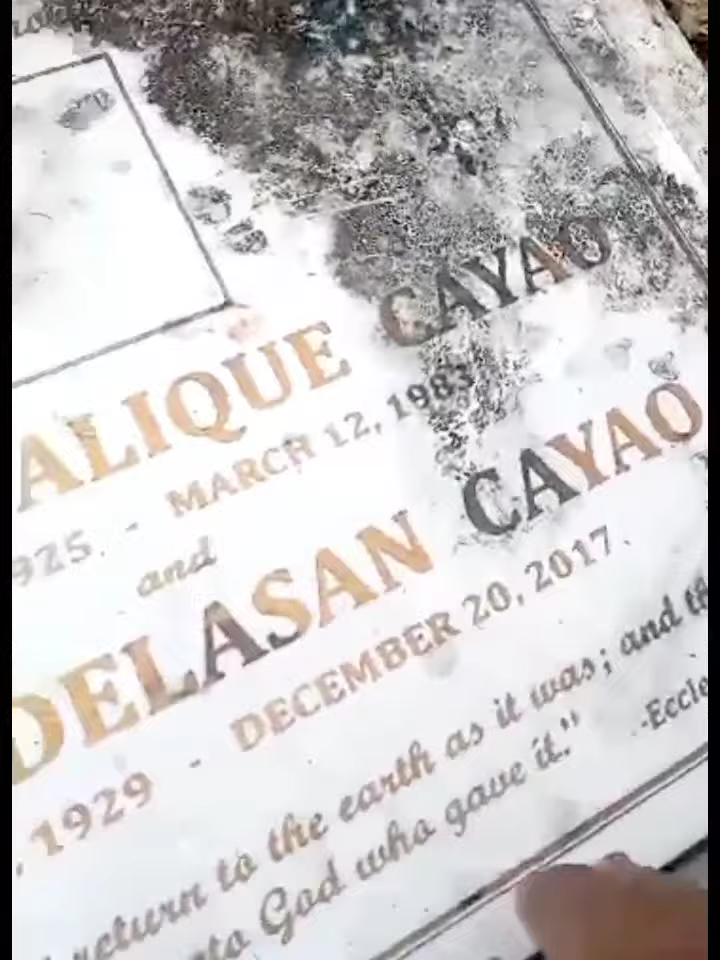 ALIQUE CAYAO
925. - MARCH 12, 1983
and
DELASAN CAYAO
, 1929 - DECEMBER 20, 2017.
return to the earth as it was; and th
to God who gave it."
-Eccle